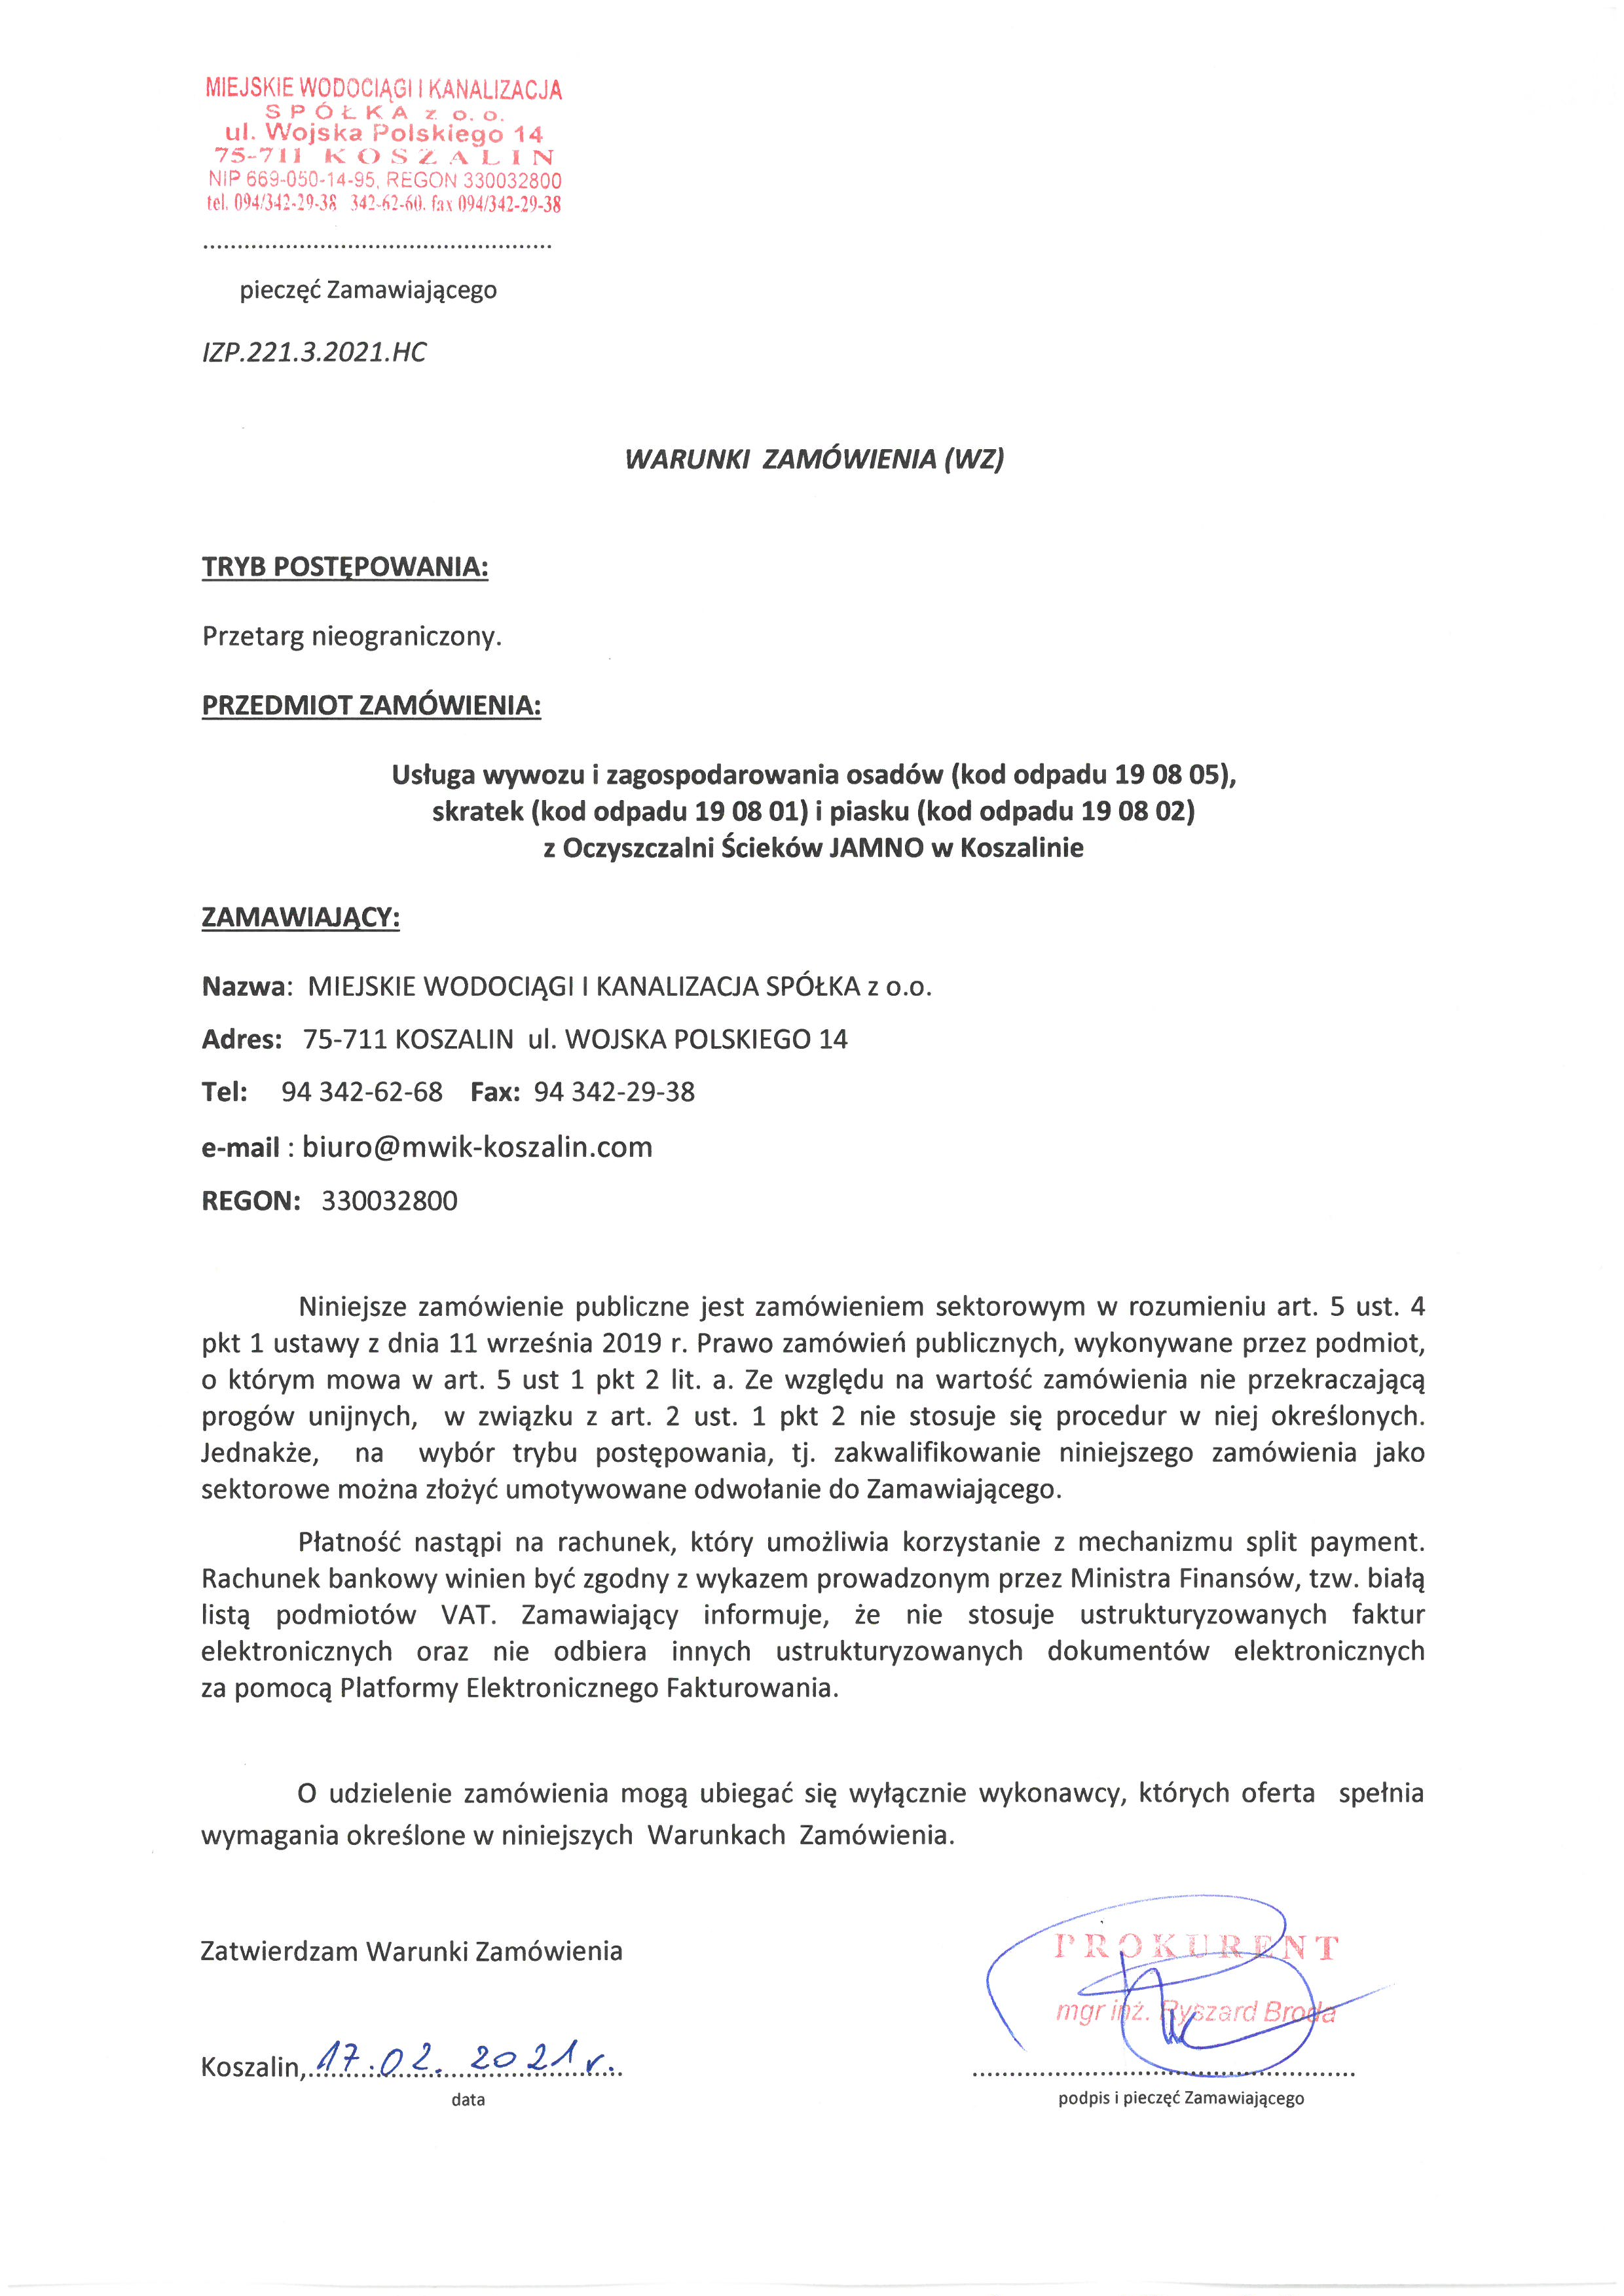 MIEJSKIE WODOCIĄGI I KANALIZACJA
SPÓŁKA z o.o.
ul. Wojska Polskiego 14
75-711 KOSZALIN
NIP 669-050-14-95, REGON 330032800
tel. 094/342-29-38 342-62-60. fax 094/342-29-38
pieczęć Zamawiającego
IZP.221.3.2021.HC
WARUNKI ZAMÓWIENIA (WZ)
TRYB POSTĘPOWANIA:
Przetarg nieograniczony.
PRZEDMIOT ZAMÓWIENIA:
Usługa wywozu i zagospodarowania osadów (kod odpadu 19 08 05),
skratek (kod odpadu 19 08 01) i piasku (kod odpadu 19 08 02)
z Oczyszczalni Ścieków JAMNO w Koszalinie
ZAMAWIAJĄCY:
Nazwa: MIEJSKIE WODOCIĄGI I KANALIZACJA SPÓŁKA z o.o.
Adres: 75-711 KOSZALIN ul. WOJSKA POLSKIEGO 14
Tel: 94 342-62-68 Fax: 94 342-29-38
e-mail : biuro@mwik-koszalin.com
REGON: 330032800
Niniejsze zamówienie publiczne jest zamówieniem sektorowym w rozumieniu art. 5 ust. 4
pkt 1 ustawy z dnia 11 września 2019 r. Prawo zamówień publicznych, wykonywane przez podmiot,
o którym mowa w art. 5 ust 1 pkt 2 lit. a. Ze względu na wartość zamówienia nie przekraczającą
progów unijnych, w związku z art. 2 ust. 1 pkt 2 nie stosuje się procedur w niej określonych.
Jednakże, na wybór trybu postępowania, tj. zakwalifikowanie niniejszego zamówienia jako
sektorowe można złożyć umotywowane odwołanie do Zamawiającego.
Płatność nastąpi na rachunek, który umożliwia korzystanie z mechanizmu split payment.
Rachunek bankowy winien być zgodny z wykazem prowadzonym przez Ministra Finansów, tzw. białą
listą podmiotów VAT. Zamawiający informuje, że nie stosuje ustrukturyzowanych faktur
elektronicznych oraz nie odbiera innych ustrukturyzowanych dokumentów elektronicznych
za pomocą Platformy Elektronicznego Fakturowania.
O udzielenie zamówienia mogą ubiegać się wyłącznie wykonawcy, których oferta spełnia
wymagania określone w niniejszych Warunkach Zamówienia.
Zatwierdzam Warunki Zamówienia
PROKURENT
mgr inż. Ryszard Broda
Koszalin, 17.02.2021 r.
data
podpis i pieczęć Zamawiającego